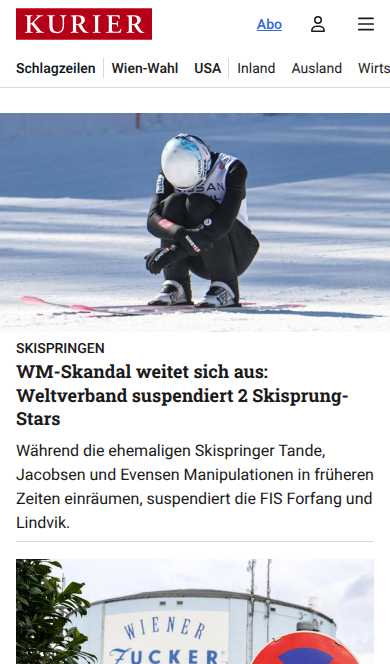 KURIER
Abo
Schlagzeilen Wien-Wahl USA Inland Ausland Wirts
SKISPRINGEN
WM-Skandal weitet sich aus:
Weltverband suspendiert 2 Skisprung-
Stars
Während die ehemaligen Skispringer Tande,
Jacobsen und Evensen Manipulationen in früheren
Zeiten einräumen, suspendiert die FIS Forfang und
Lindvik.
WIENER
ZUCKER